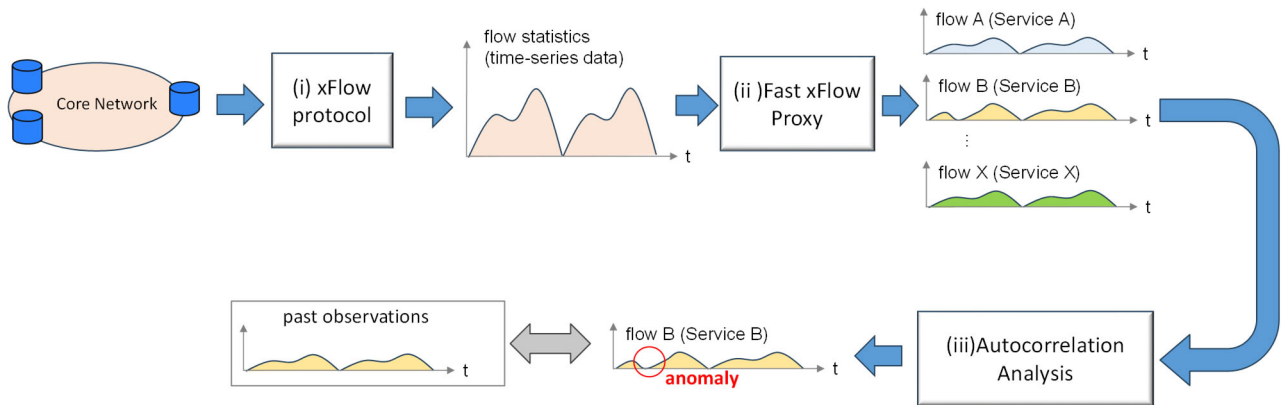 Core Network
(i) xFlow
protocol
flow statistics
(time-series data)
t
(ii )Fast xFlow
Proxy
flow A (Service A)
t
flow B (Service B)
t
⋮
flow X (Service X)
t
past observations
t
flow B (Service B)
anomaly
t
(iii)Autocorrelation
Analysis